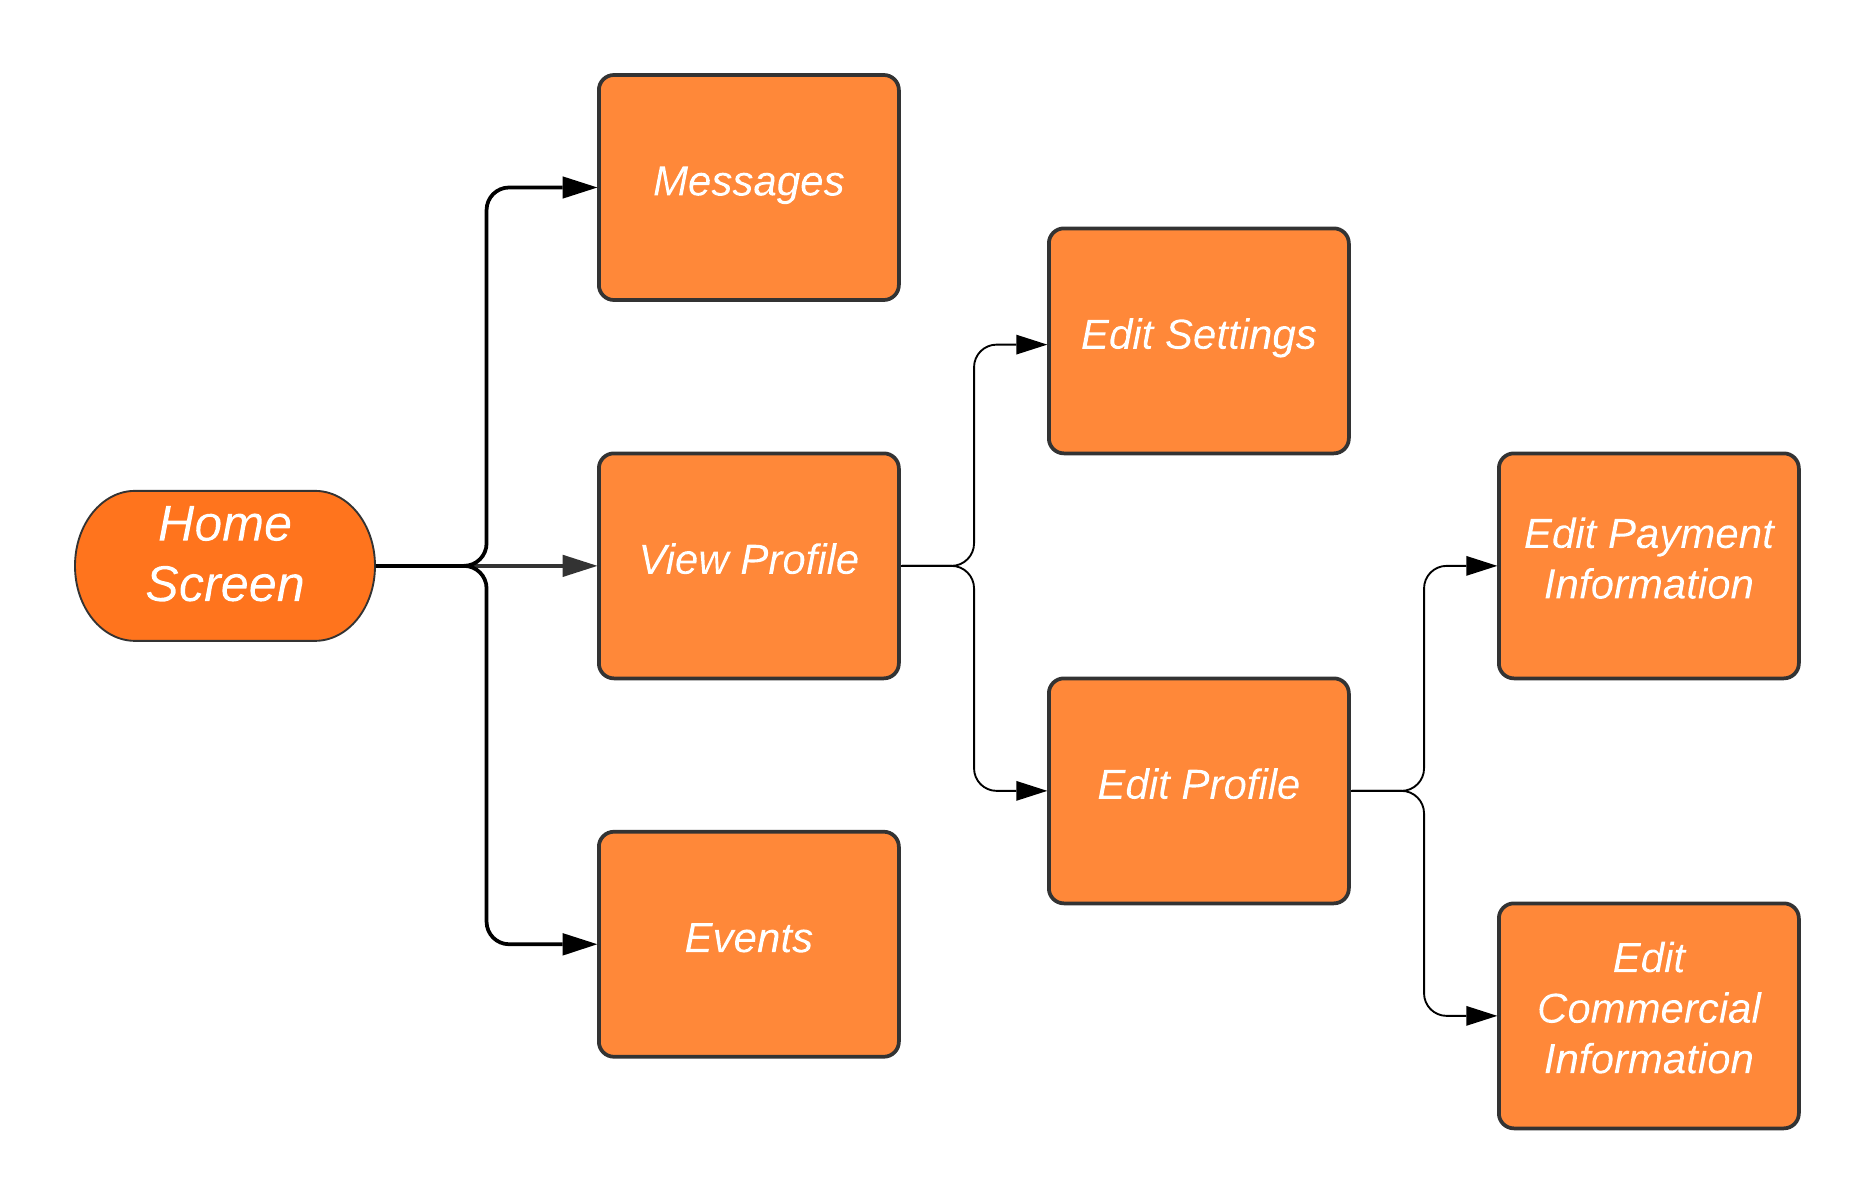 Home
Screen
Messages
View Profile
Events
Edit Settings
Edit Profile
Edit Payment
Information
Edit
Commercial
Information